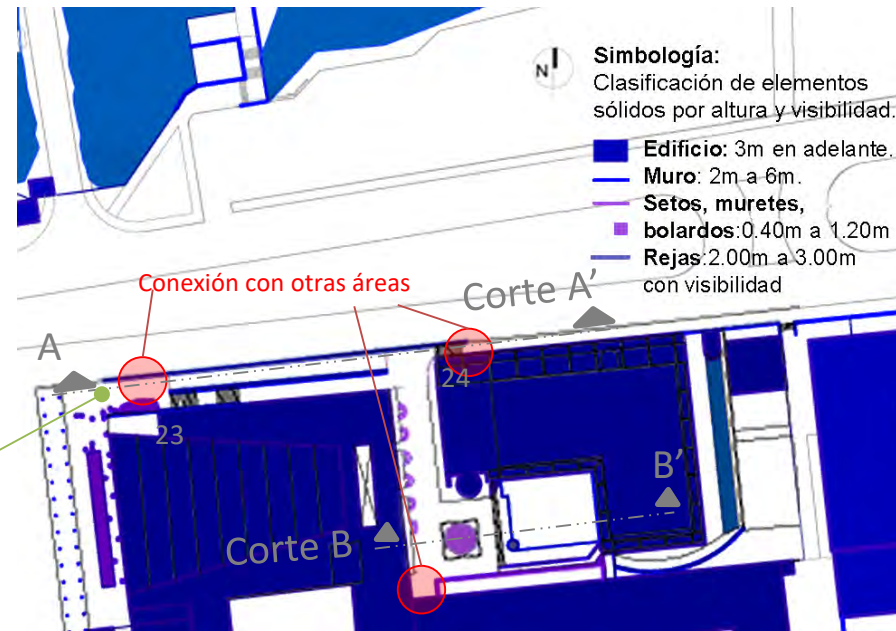 N
Simbología:
Clasificación de elementos
sólidos por altura y visibilidad.
Edificio: 3m en adelante.
Muro: 2m a 6m.
Setos, muretes,
bolardos:0.40m a 1.20m
Rejas:2.00m a 3.00m
con visibilidad
Conexión con otras áreas
Corte A’
A
24
23
B’
Corte B